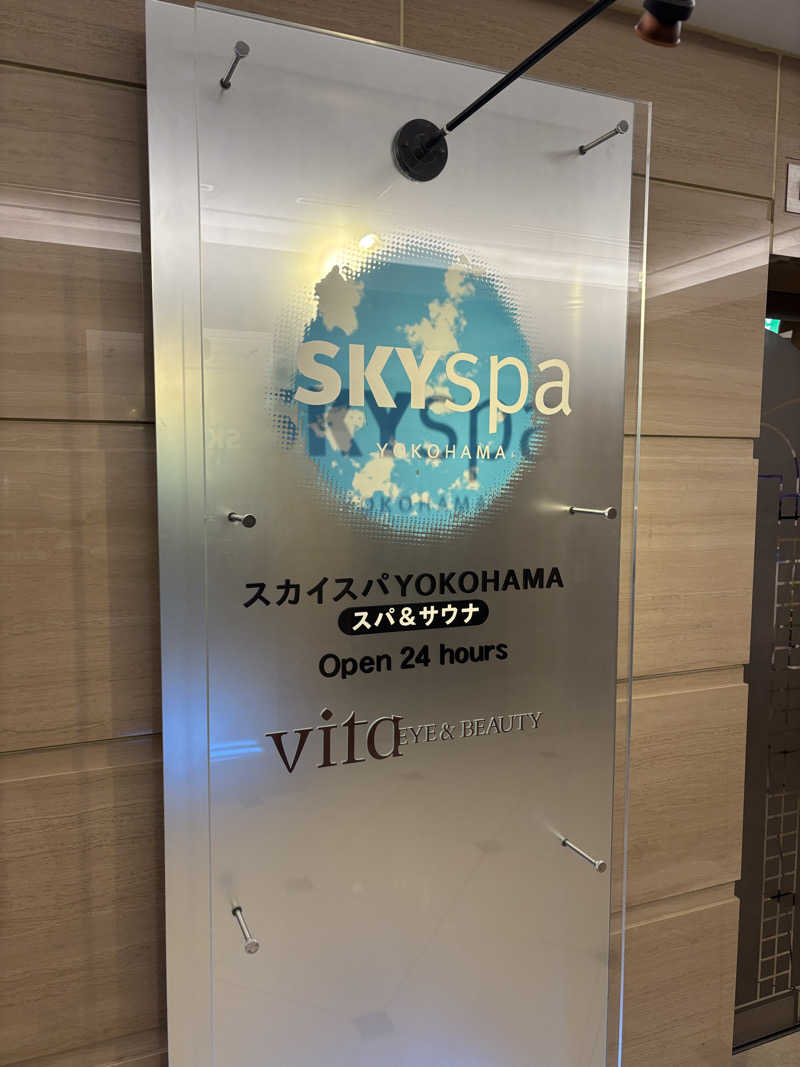 SKYspa
YOKOHAMA
スカイスパYOKOHAMA
スパ&サウナ
Open 24 hours
vita EYE & BEAUTY